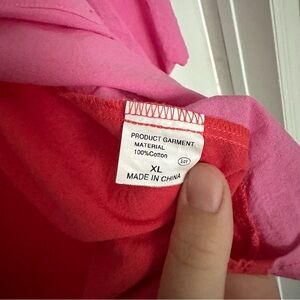 PRODUCT GARMENT
MATERIAL
100%Cotton
XL
MADE IN CHINA